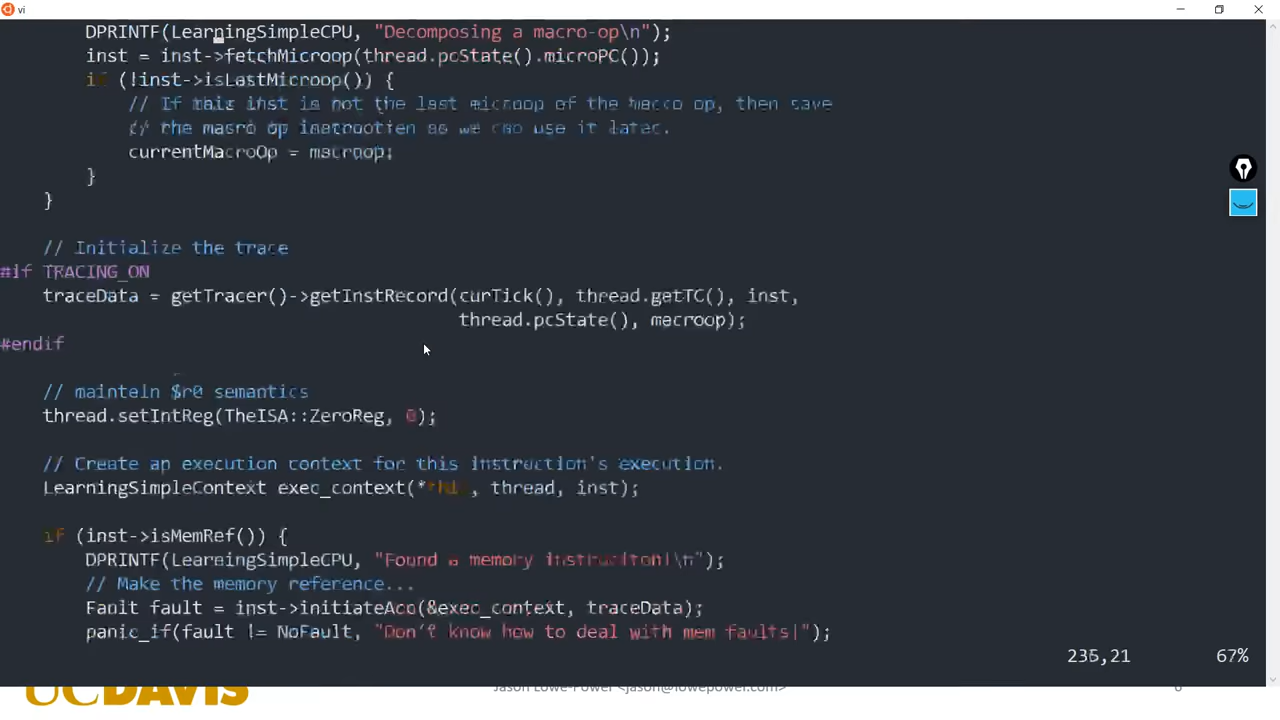 vi
DPRINTF(LearningSimpleCPU, "Decomposing a macro-op\n");
inst = inst->fetchMicroop(thread.pcState().microPC());
if (!inst->isLastMicroop()) {
// If this inst is not the last microop of the macro op, then save
// the macro op instruction as we can use it later.
currentMacroOp = macroop;
}
}
// Initialize the trace
#if TRACING_ON
traceData = getTracer()->getInstRecord(curTick(), thread.getTC(), inst,
thread.pcState(), macroop);
#endif
// maintein $r0 semantics
thread.setIntReg(TheISA::ZeroReg, 0);
// Create an execution context for this instruction's execution.
LearningSimpleContext exec_context(*this, thread, inst);
if (inst->isMemRef()) {
DPRINTF(LearningSimpleCPU, "Found a memory instruciton!\n");
// Make the memory reference...
Fault fault = inst->initiateAcc(&exec_context, traceData);
panic_if(fault != NoFault, "Don't know how to deal with mem faults!");
235,21 67%
UC DAVIS Jason Lowe-Power <jason@lowepower.com> 6